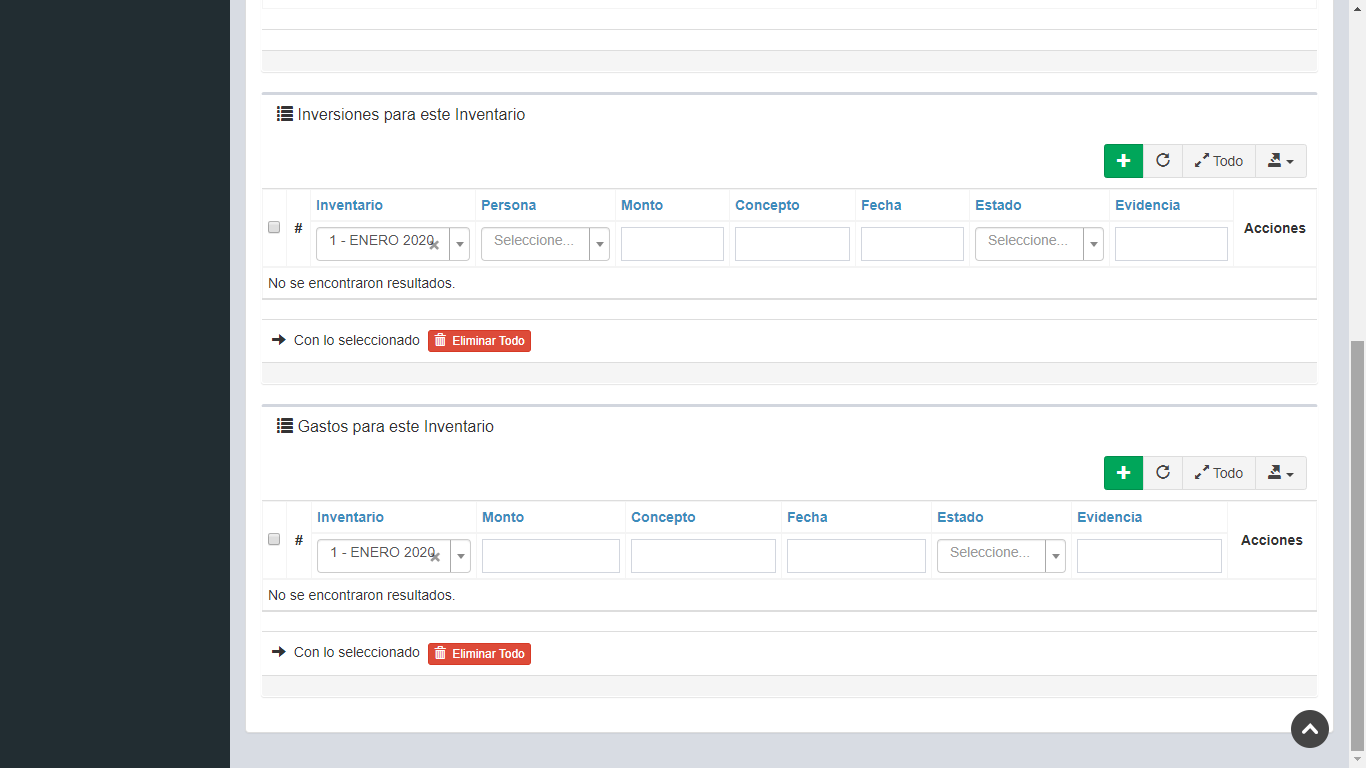 Inversiones para este Inventario
Todo
# Inventario Persona Monto Concepto Fecha Estado Evidencia Acciones
1 - ENERO 2020 Seleccione... Seleccione...
No se encontraron resultados.
Con lo seleccionado Eliminar Todo
Gastos para este Inventario
Todo
# Inventario Monto Concepto Fecha Estado Evidencia Acciones
1 - ENERO 2020 Seleccione...
No se encontraron resultados.
Con lo seleccionado Eliminar Todo